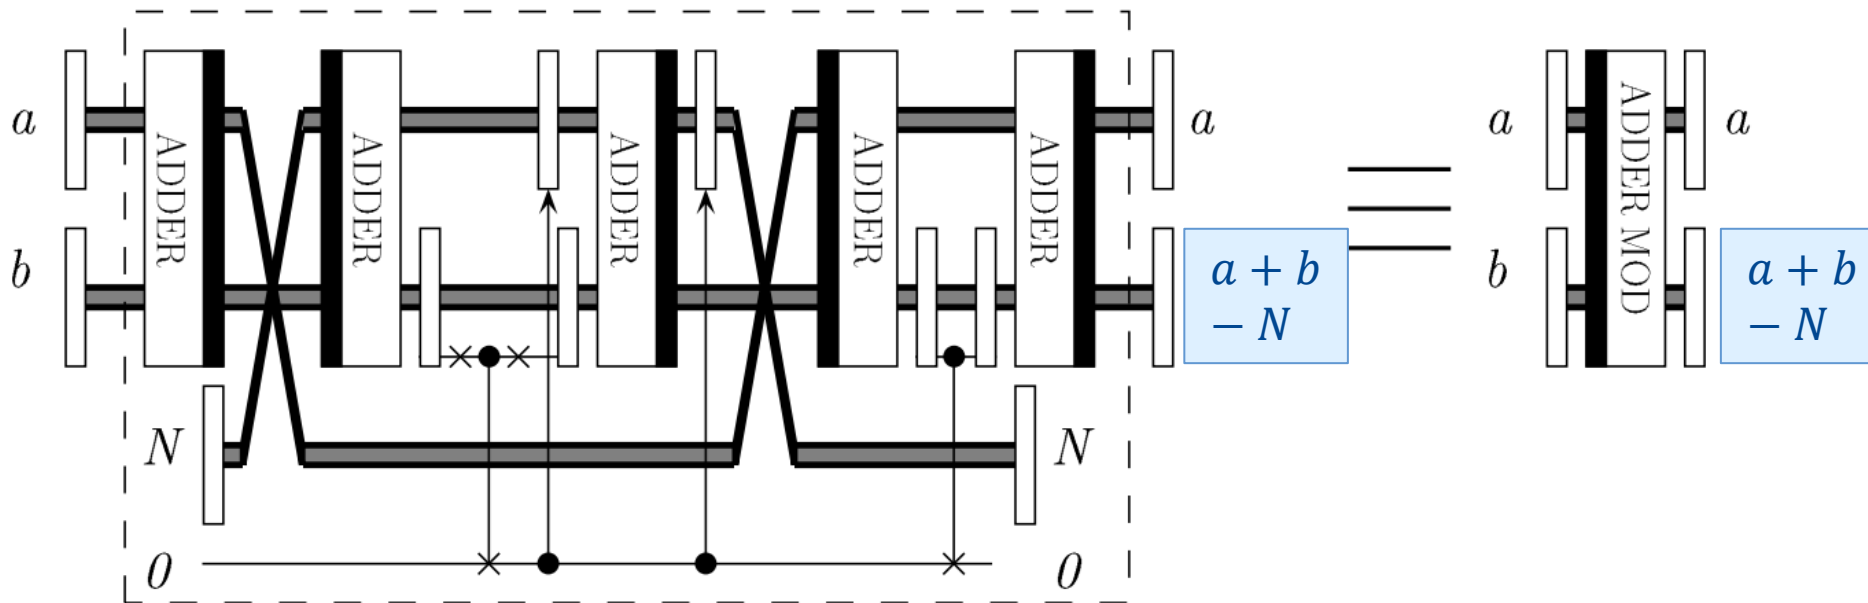 a
ADDER
ADDER
ADDER
ADDER
ADDER
a
b
a + b
− N
N
N
0
0
a
ADDER MOD
a
b
a + b
− N